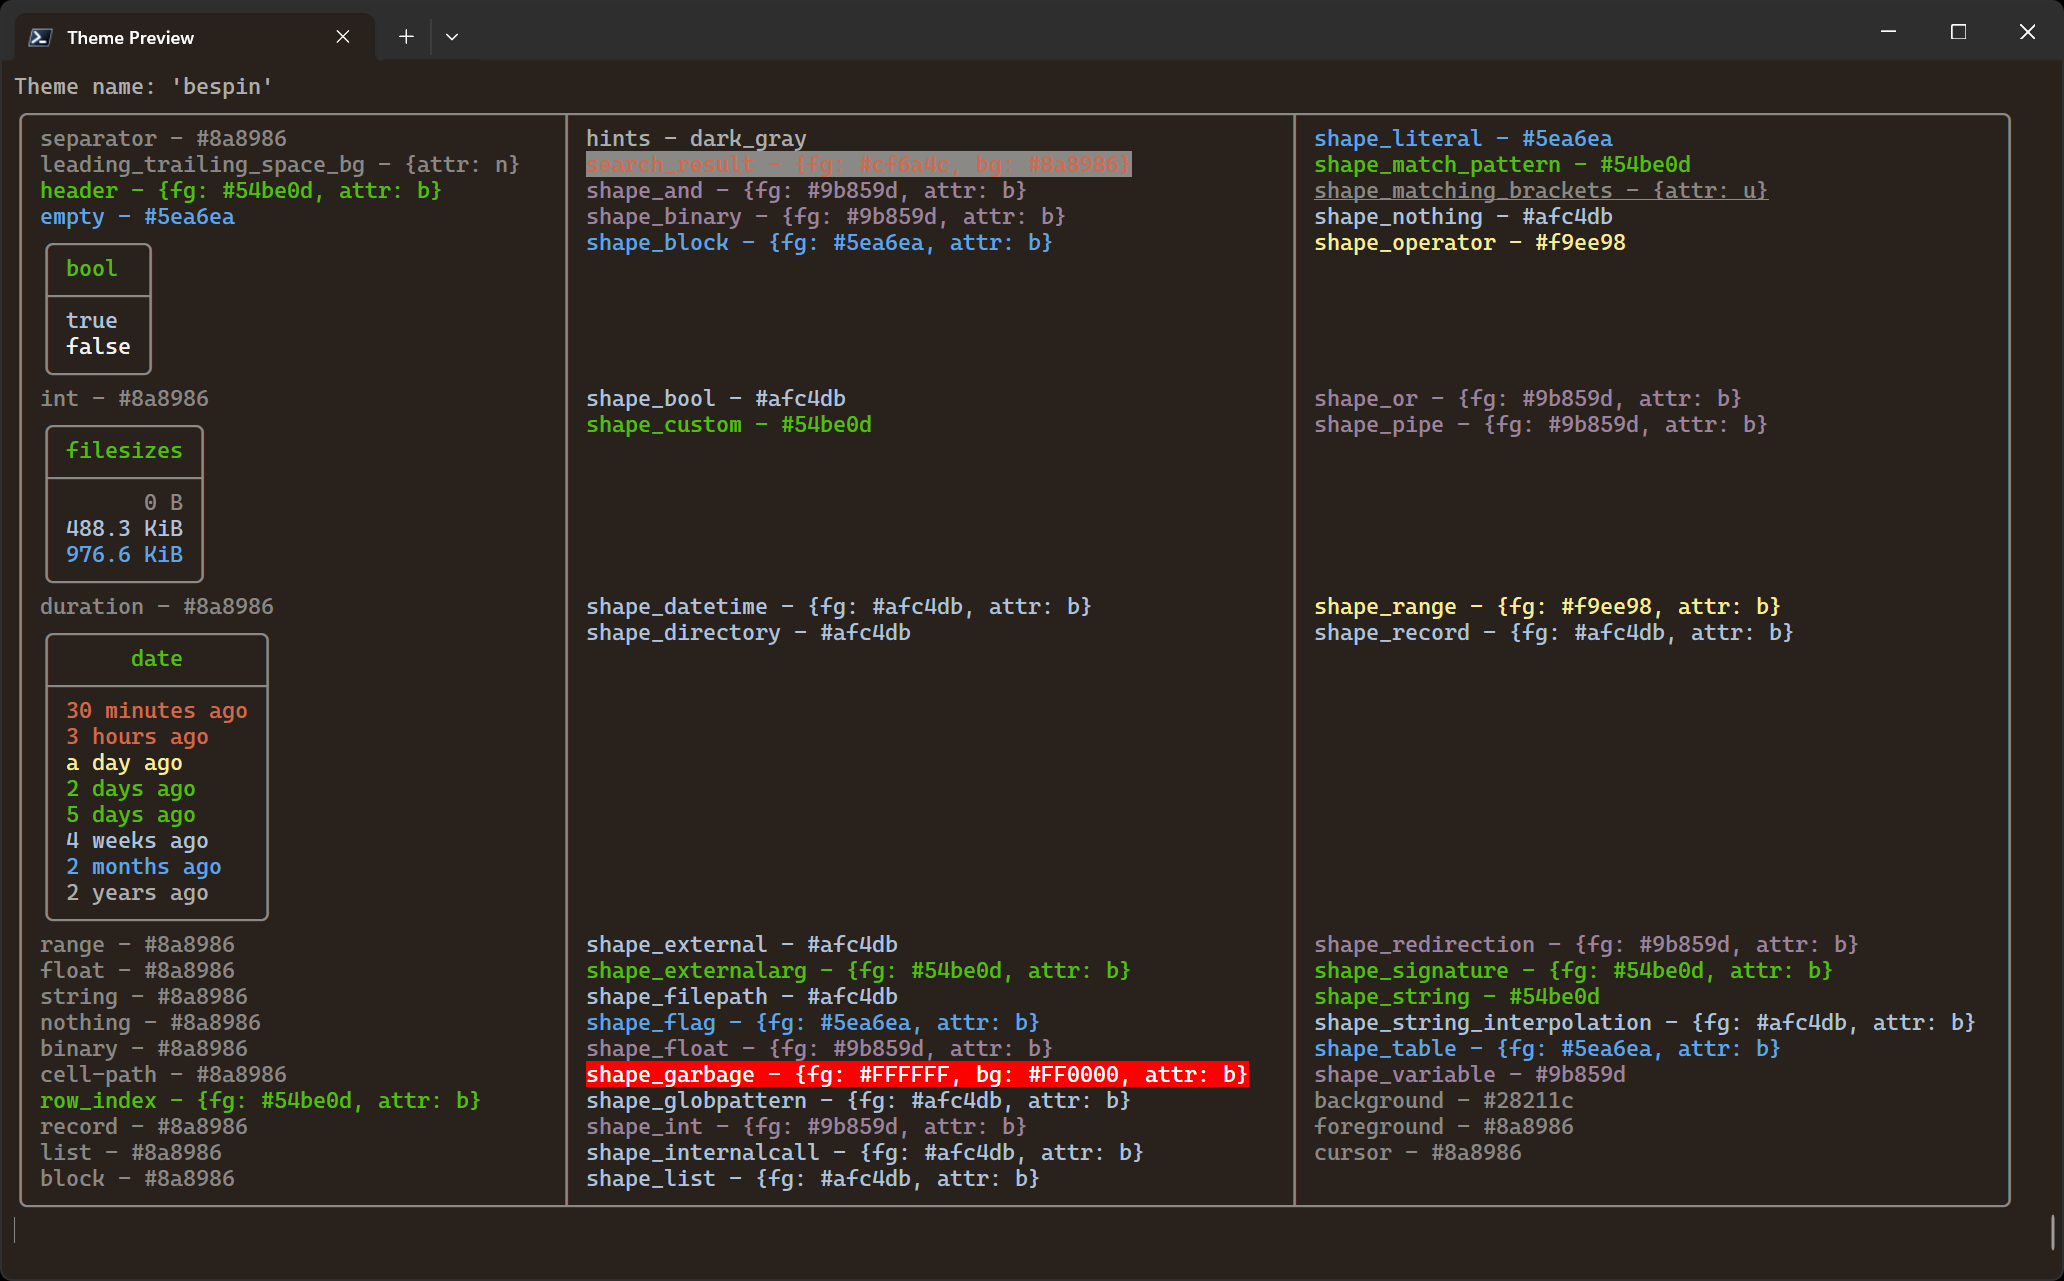 Theme Preview
Theme name: 'bespin'
separator - #8a8986
leading_trailing_space_bg - {attr: n}
header - {fg: #54be0d, attr: b}
empty - #5ea6ea
bool
true
false
int - #8a8986
filesizes
0 B
488.3 KiB
976.6 KiB
duration - #8a8986
date
30 minutes ago
3 hours ago
a day ago
2 days ago
5 days ago
4 weeks ago
2 months ago
2 years ago
range - #8a8986
float - #8a8986
string - #8a8986
nothing - #8a8986
binary - #8a8986
cell-path - #8a8986
row_index - {fg: #54be0d, attr: b}
record - #8a8986
list - #8a8986
block - #8a8986
hints - dark_gray
search_result - {fg: #cf6a4c, bg: #8a8986}
shape_and - {fg: #9b859d, attr: b}
shape_binary - {fg: #9b859d, attr: b}
shape_block - {fg: #5ea6ea, attr: b}
shape_bool - #afc4db
shape_custom - #54be0d
shape_datetime - {fg: #afc4db, attr: b}
shape_directory - #afc4db
shape_external - #afc4db
shape_externalarg - {fg: #54be0d, attr: b}
shape_filepath - #afc4db
shape_flag - {fg: #5ea6ea, attr: b}
shape_float - {fg: #9b859d, attr: b}
shape_garbage - {fg: #FFFFFF, bg: #FF0000, attr: b}
shape_globpattern - {fg: #afc4db, attr: b}
shape_int - {fg: #9b859d, attr: b}
shape_internalcall - {fg: #afc4db, attr: b}
shape_list - {fg: #afc4db, attr: b}
shape_literal - #5ea6ea
shape_match_pattern - #54be0d
shape_matching_brackets - {attr: u}
shape_nothing - #afc4db
shape_operator - #f9ee98
shape_or - {fg: #9b859d, attr: b}
shape_pipe - {fg: #9b859d, attr: b}
shape_range - {fg: #f9ee98, attr: b}
shape_record - {fg: #afc4db, attr: b}
shape_redirection - {fg: #9b859d, attr: b}
shape_signature - {fg: #54be0d, attr: b}
shape_string - #54be0d
shape_string_interpolation - {fg: #afc4db, attr: b}
shape_table - {fg: #5ea6ea, attr: b}
shape_variable - #9b859d
background - #28211c
foreground - #8a8986
cursor - #8a8986